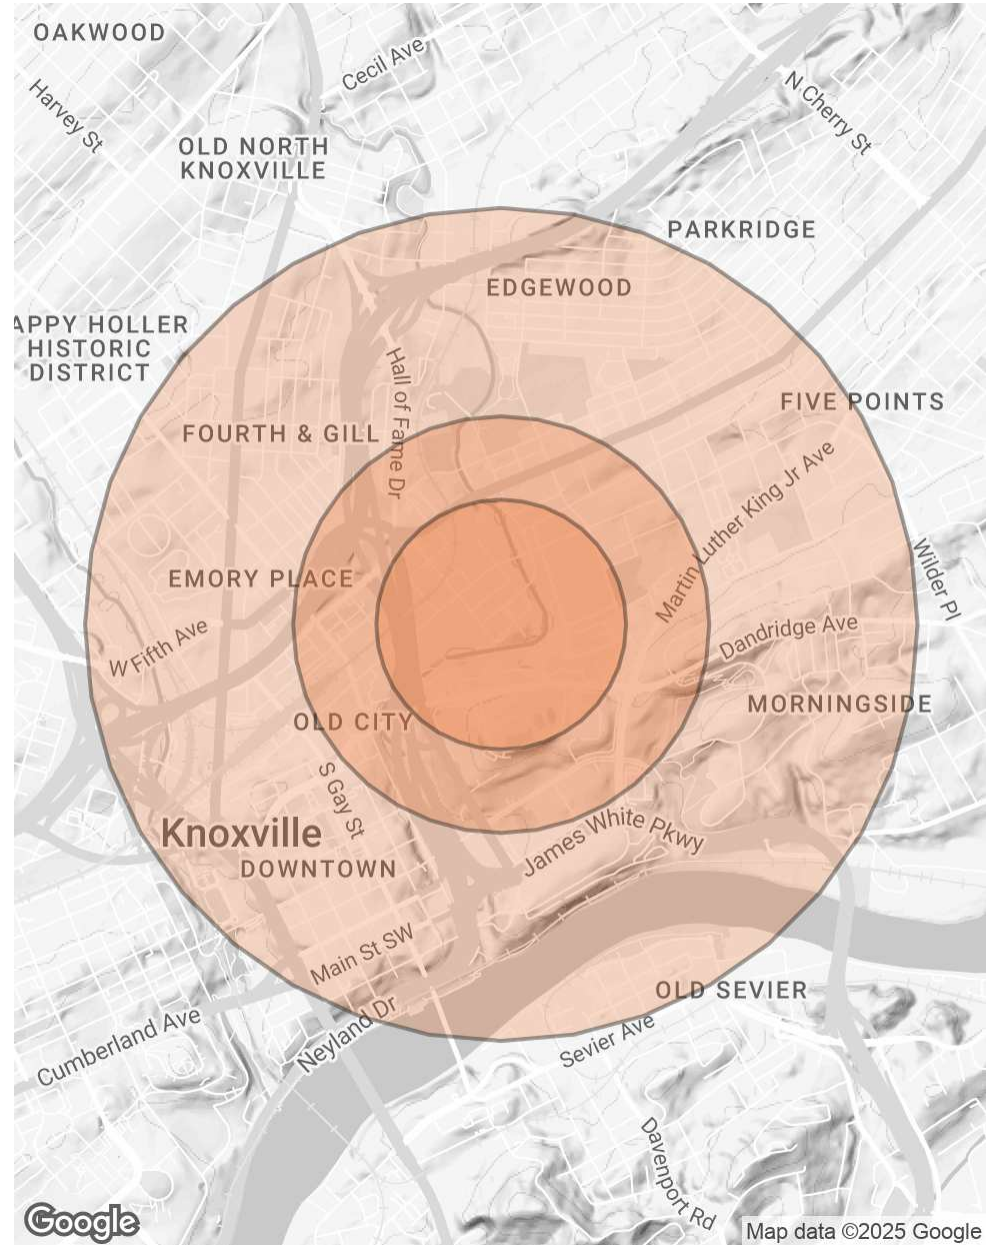 OAKWOOD
Cecil Ave
Harvey St
N Cherry St
OLD NORTH
KNOXVILLE
PARKRIDGE
EDGEWOOD
APPY HOLLER
HISTORIC
DISTRICT
Hall of Fame Dr
FIVE POINTS
FOURTH & GILL
Martin Luther King Jr Ave
EMORY PLACE
Wilder Pl
W Fifth Ave
Dandridge Ave
MORNINGSIDE
OLD CITY
S Gay St
Knoxville
James White Pkwy
DOWNTOWN
Main St SW
OLD SEVIER
Neyland Dr
Cumberland Ave
Sevier Ave
Davenport Rd
Google
Map data ©2025 Google